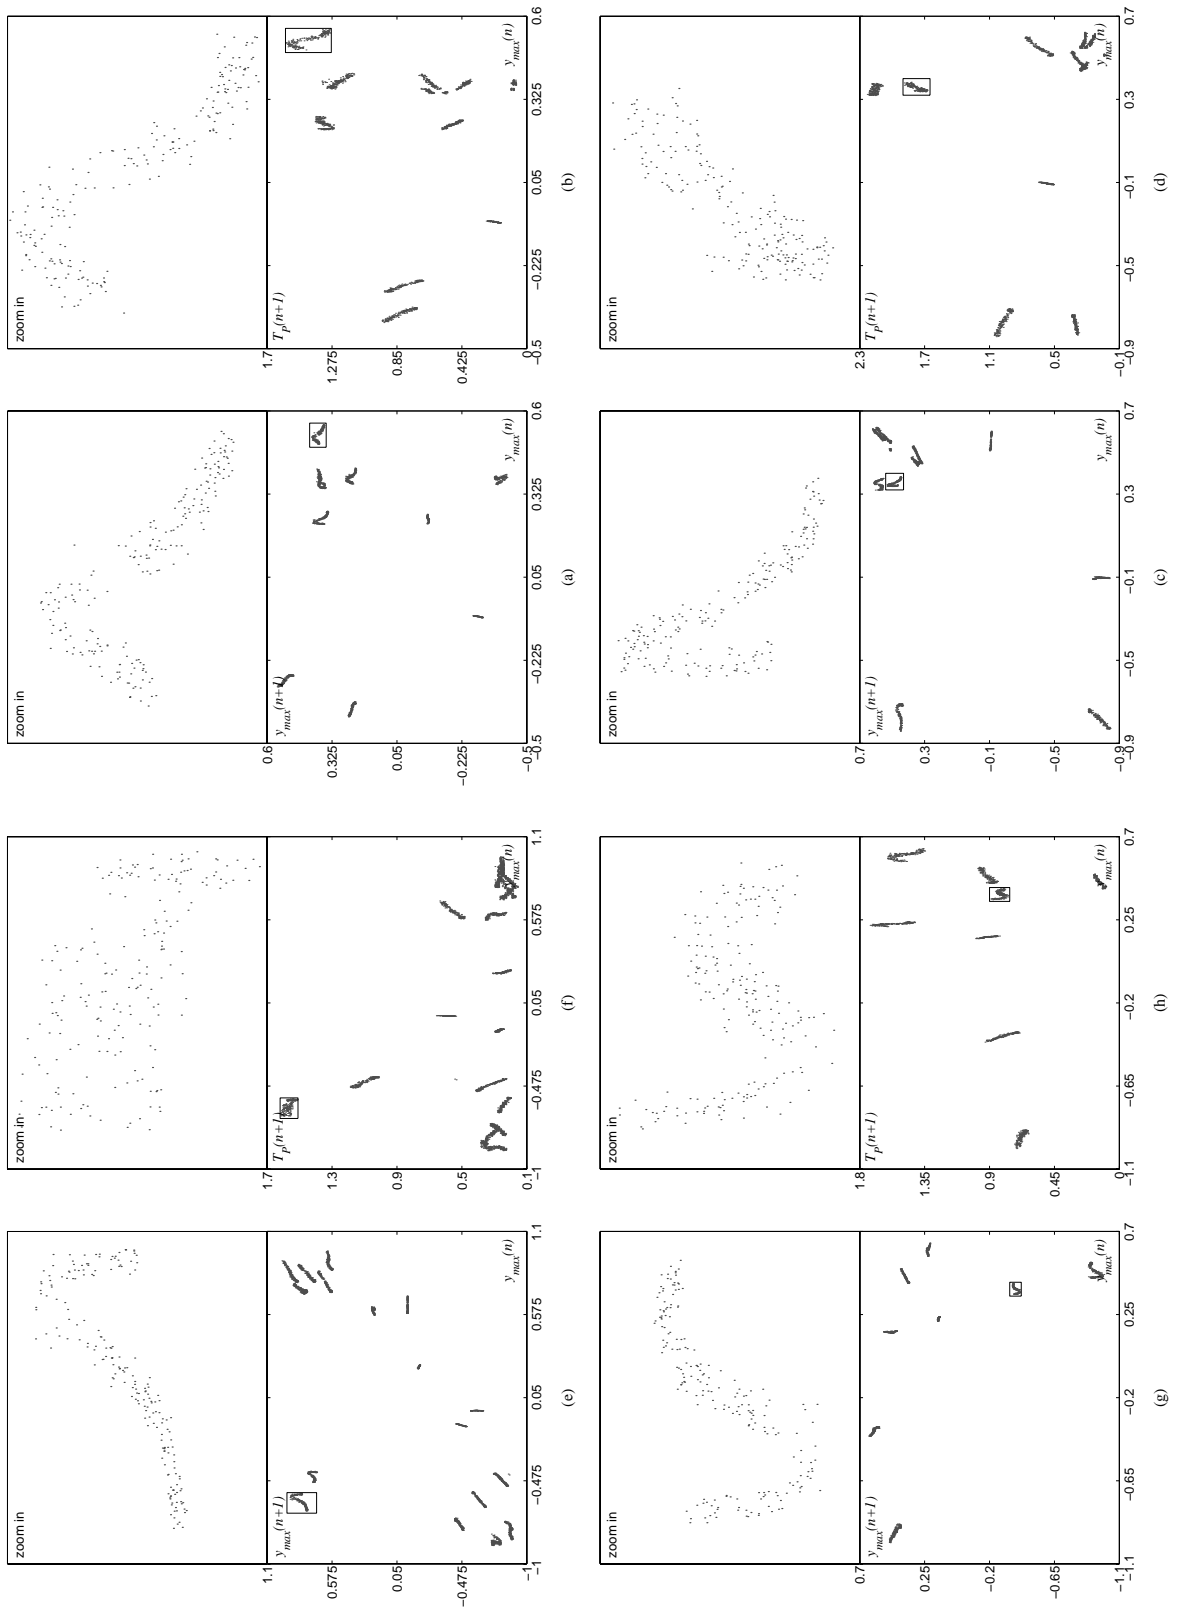 zoom in
1.1
y_max(n+1)
0.575
0.05
−0.475
−1
y_max(n)
−1 −0.475 0.05 0.575 1.1
(e)
zoom in
1.7
T_p(n+1)
1.3
0.9
0.5
0.1
y_max(n)
−1 −0.475 0.05 0.575 1.1
(f)
zoom in
0.6
y_max(n+1)
0.325
0.05
−0.225
−0.5
y_max(n)
−0.5 −0.225 0.05 0.325 0.6
(a)
zoom in
1.7
T_p(n+1)
1.275
0.85
0.425
0
y_max(n)
−0.5 −0.225 0.05 0.325 0.6
(b)
zoom in
0.7
y_max(n+1)
0.25
−0.2
−0.65
−1.1
y_max(n)
−1.1 −0.65 −0.2 0.25 0.7
(g)
zoom in
1.8
T_p(n+1)
1.35
0.9
0.45
0
max(n)
−1.1 −0.65 −0.2 0.25 0.7
(h)
zoom in
0.7
y_max(n+1)
0.3
−0.1
−0.5
−0.9
y_max(n)
−0.9 −0.5 −0.1 0.3 0.7
(c)
zoom in
2.3
T_p(n+1)
1.7
1.1
0.5
−0.1
y_max(n)
−0.9 −0.5 −0.1 0.3 0.7
(d)